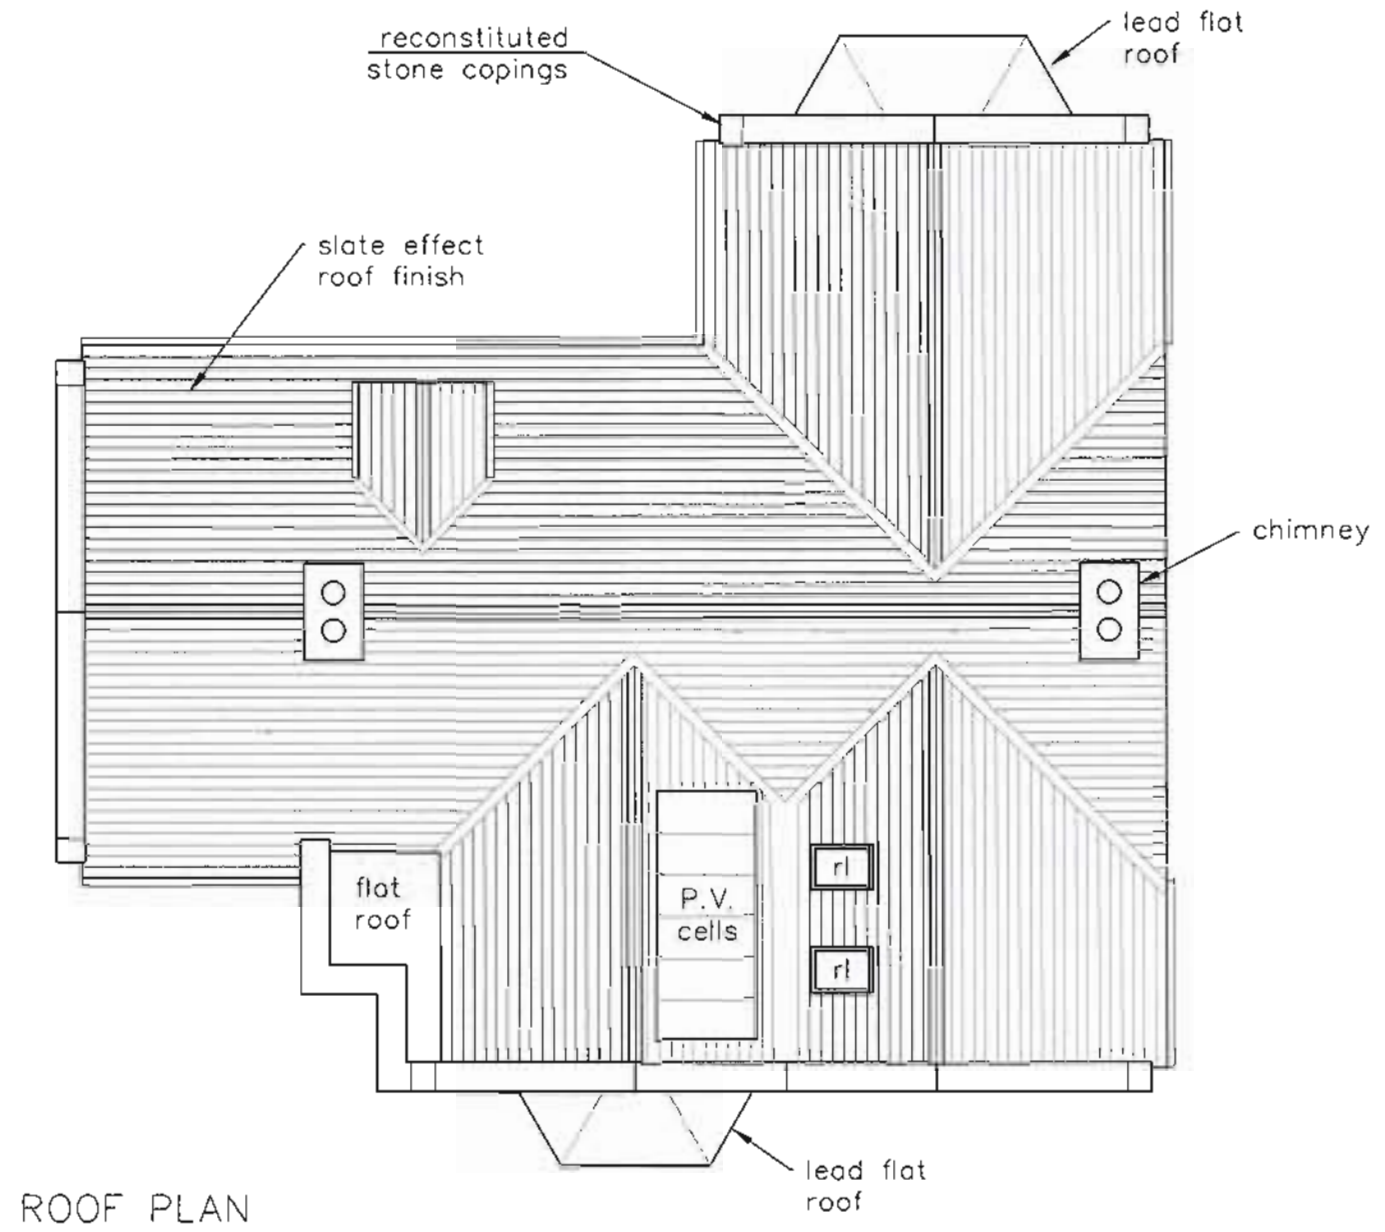 lead flat
roof
reconstituted
stone copings
slate effect
roof finish
chimney
flat
roof
P.V.
cells
rl
rl
lead flat
roof
ROOF PLAN